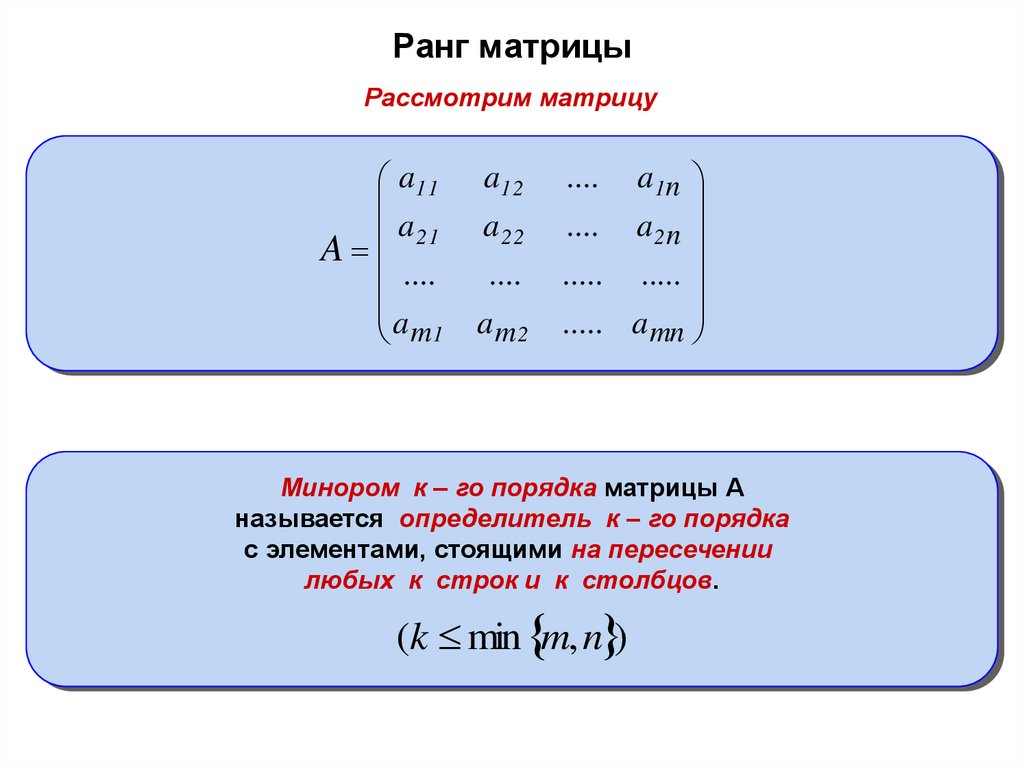 Ранг матрицы
Рассмотрим матрицу
a11 a12 .... a1n
a21 a22 .... a2n
A =
.... .... ..... .....
am1 am2 ..... amn
Минором к – го порядка матрицы А
называется определитель к – го порядка
с элементами, стоящими на пересечении
любых к строк и к столбцов.
(k ≤ min {m, n})